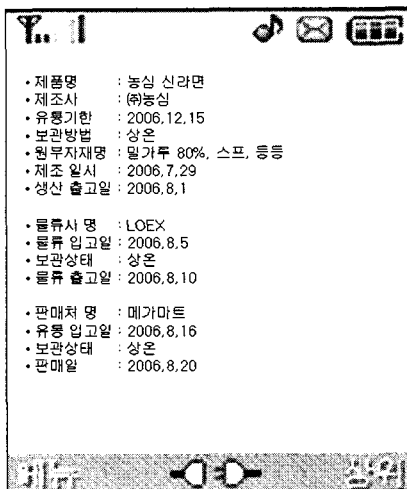 • 제품명 : 농심 신라면
• 제조사 : ㈜농심
• 유통기한 : 2006,12,15
• 보관방법 : 상온
• 원부자재명 : 밀가루 80%, 스프, 등등
• 제조 일시 : 2006,7,29
• 생산 출고일 : 2006,8,1
• 물류사 명 : LOEX
• 물류 입고일 : 2006,8,5
• 보관상태 : 상온
• 물류 출고일 : 2006,8,10
• 판매처 명 : 메가마트
• 유통 입고일 : 2006,8,16
• 보관상태 : 상온
• 판매일 : 2006,8,20
메뉴